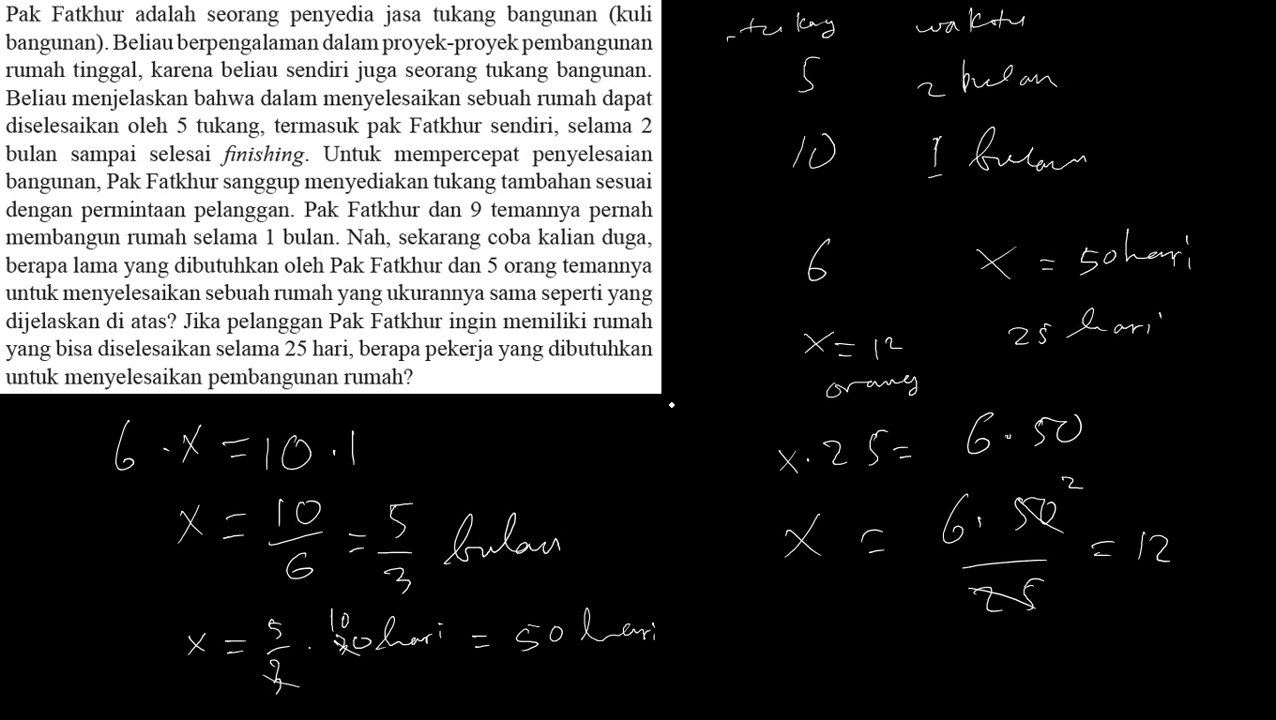 Pak Fatkhur adalah seorang penyedia jasa tukang bangunan (kuli
bangunan). Beliau berpengalaman dalam proyek-proyek pembangunan
rumah tinggal, karena beliau sendiri juga seorang tukang bangunan.
Beliau menjelaskan bahwa dalam menyelesaikan sebuah rumah dapat
diselesaikan oleh 5 tukang, termasuk pak Fatkhur sendiri, selama 2
bulan sampai selesai finishing. Untuk mempercepat penyelesaian
bangunan, Pak Fatkhur sanggup menyediakan tukang tambahan sesuai
dengan permintaan pelanggan. Pak Fatkhur dan 9 temannya pernah
membangun rumah selama 1 bulan. Nah, sekarang coba kalian duga,
berapa lama yang dibutuhkan oleh Pak Fatkhur dan 5 orang temannya
untuk menyelesaikan sebuah rumah yang ukurannya sama seperti yang
dijelaskan di atas? Jika pelanggan Pak Fatkhur ingin memiliki rumah
yang bisa diselesaikan selama 25 hari, berapa pekerja yang dibutuhkan
untuk menyelesaikan pembangunan rumah?
tukang waktu
5 2 bulan
10 1 bulan
6 x = 50 hari
x = 12 25 hari
orang
6 · x = 10 · 1
x = 10/6 = 5/3 bulan
x = 5/3 · 30 10 hari = 50 hari
x · 25 = 6 · 50
x = 6 · 50 2 / 25 = 12